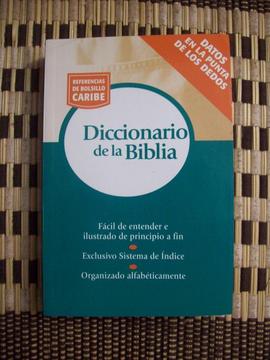 REFERENCIAS
DE BOLSILLO
CARIBE
DATOS
EN LA PUNTA
DE LOS DEDOS
Diccionario
de la Biblia
Fácil de entender e
ilustrado de principio a fin
Exclusivo Sistema de Índice
Organizado alfabéticamente